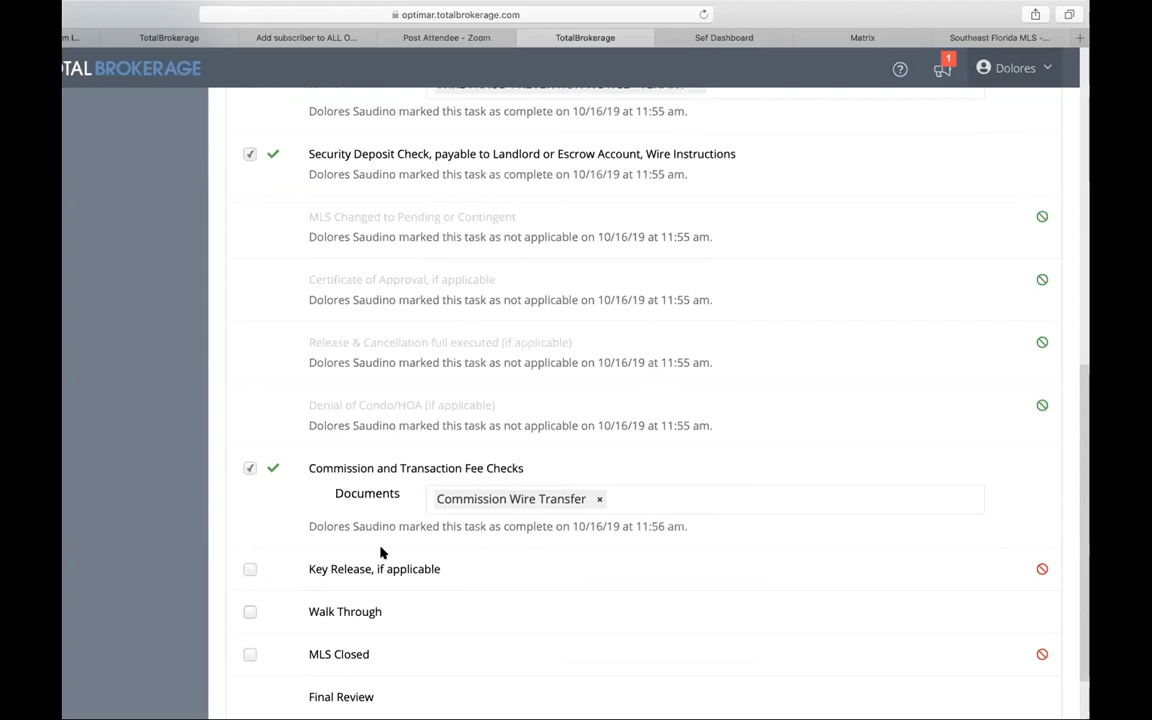 optimar.totalbrokerage.com
TotalBrokerage
Add subscriber to ALL O...
Post Attendee - Zoom
TotalBrokerage
Sef Dashboard
Matrix
Southeast Florida MLS -...
TAL BROKERAGE
1
Dolores
Dolores Saudino marked this task as complete on 10/16/19 at 11:55 am.
Security Deposit Check, payable to Landlord or Escrow Account, Wire Instructions
Dolores Saudino marked this task as complete on 10/16/19 at 11:55 am.
MLS Changed to Pending or Contingent
Dolores Saudino marked this task as not applicable on 10/16/19 at 11:55 am.
Certificate of Approval, if applicable
Dolores Saudino marked this task as not applicable on 10/16/19 at 11:55 am.
Release & Cancellation full executed (if applicable)
Dolores Saudino marked this task as not applicable on 10/16/19 at 11:55 am.
Denial of Condo/HOA (if applicable)
Dolores Saudino marked this task as not applicable on 10/16/19 at 11:55 am.
Commission and Transaction Fee Checks
Documents
Commission Wire Transfer ×
Dolores Saudino marked this task as complete on 10/16/19 at 11:56 am.
Key Release, if applicable
Walk Through
MLS Closed
Final Review